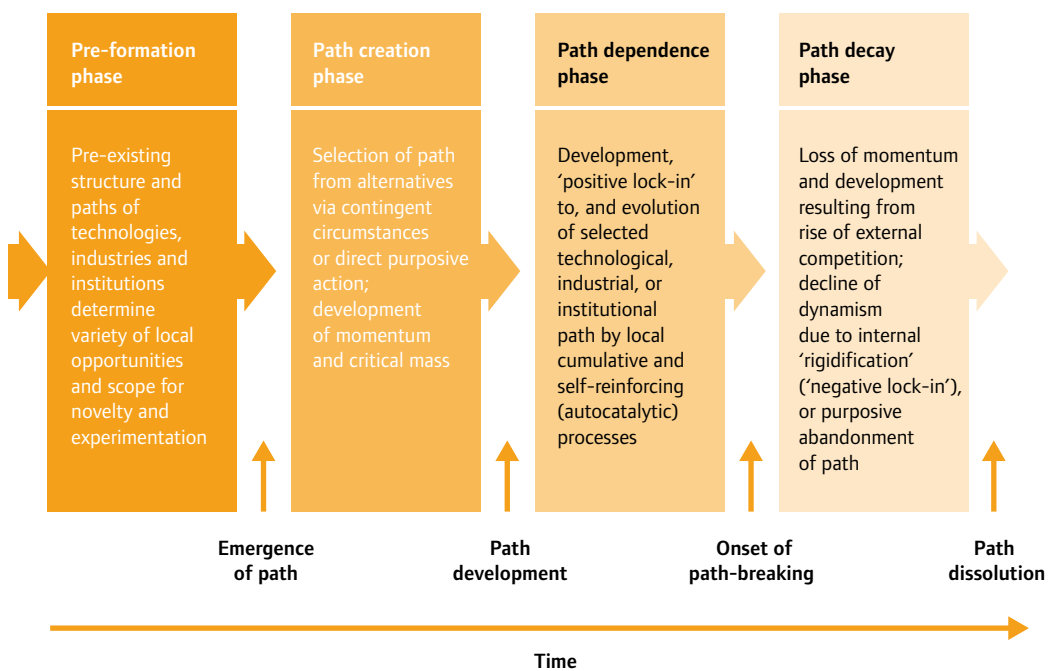 Pre-formation
phase
Pre-existing
structure and
paths of
technologies,
industries and
institutions
determine
variety of local
opportunities
and scope for
novelty and
experimentation
Path creation
phase
Selection of path
from alternatives
via contingent
circumstances
or direct purposive
action;
development
of momentum
and critical mass
Path dependence
phase
Development,
‘positive lock-in’
to, and evolution
of selected
technological,
industrial, or
institutional
path by local
cumulative and
self-reinforcing
(autocatalytic)
processes
Path decay
phase
Loss of momentum
and development
resulting from
rise of external
competition;
decline of
dynamism
due to internal
‘rigidification’
(‘negative lock-in’),
or purposive
abandonment
of path
Emergence
of path
Path
development
Onset of
path-breaking
Path
dissolution
Time